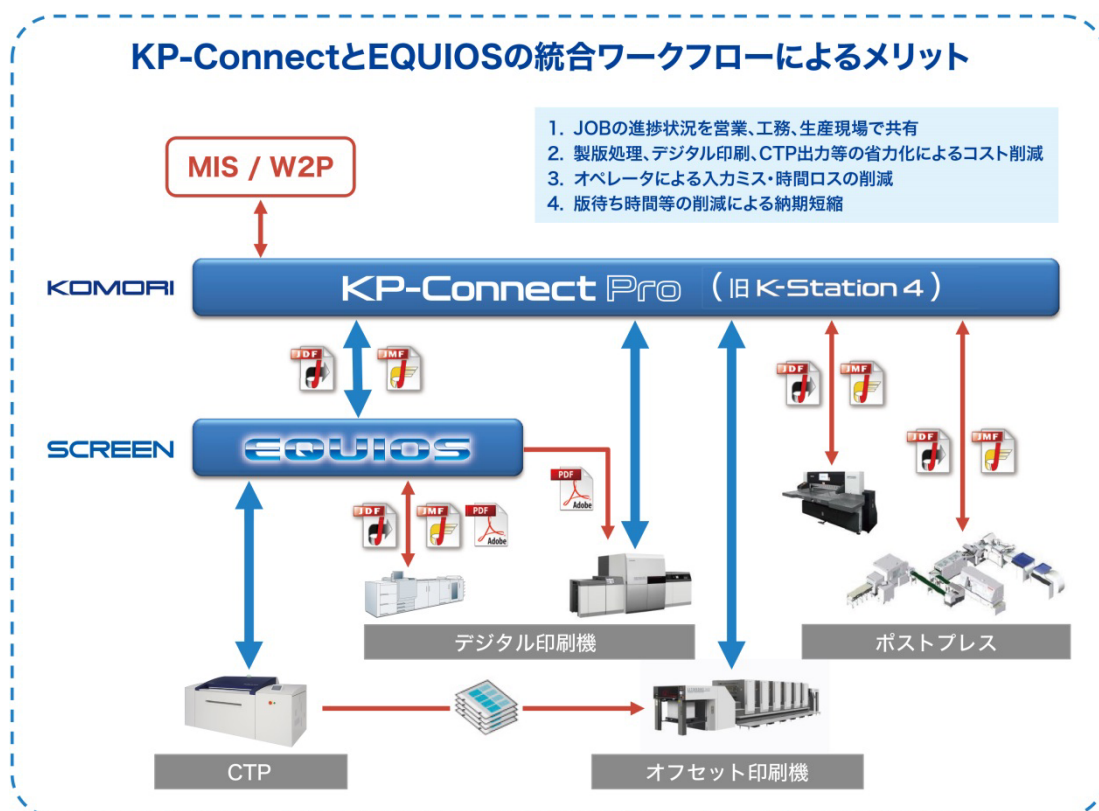 KP-ConnectとEQUIOSの統合ワークフローによるメリット
1. JOBの進捗状況を営業、工務、生産現場で共有
2. 製版処理、デジタル印刷、CTP出力等の省力化によるコスト削減
3. オペレータによる入力ミス・時間ロスの削減
4. 版待ち時間等の削減による納期短縮
MIS / W2P
KOMORI
KP-Connect Pro (旧 K-Station 4)
JDF
JMF
JDF
JMF
JDF
JMF
SCREEN
EQUIOS
PDF
Adobe
JDF
JMF
PDF
Adobe
デジタル印刷機
ポストプレス
CTP
オフセット印刷機